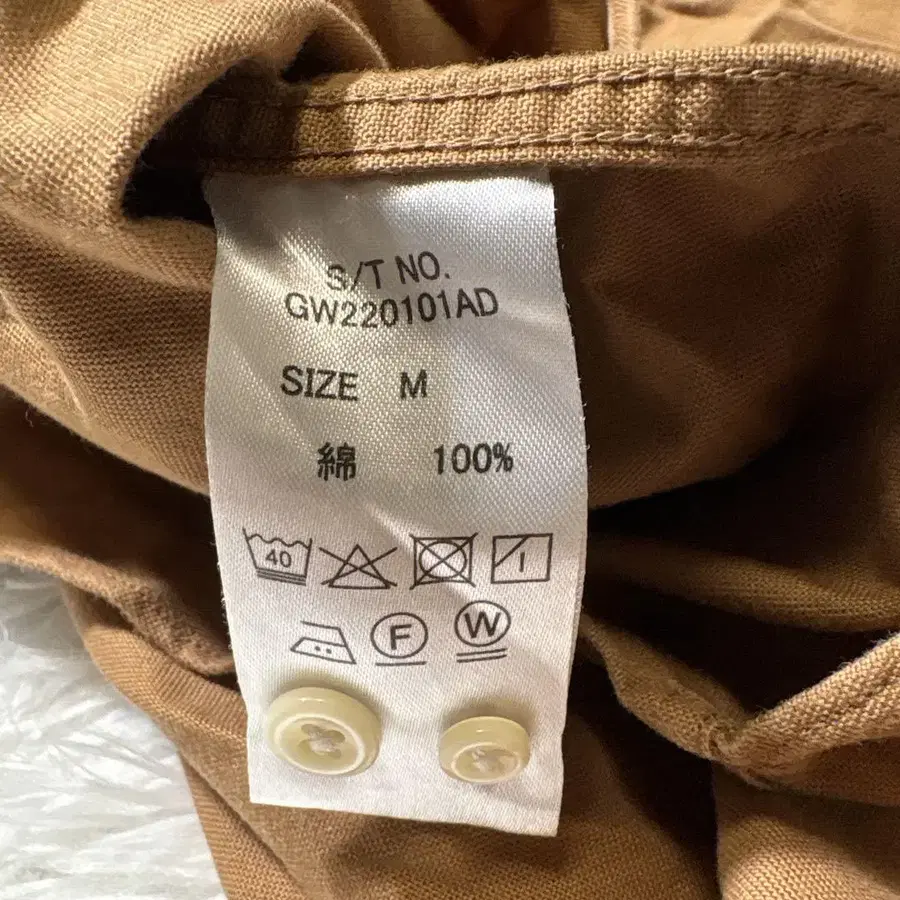 S/T NO.
GW220101AD
SIZE M
綿 100%
40
F W